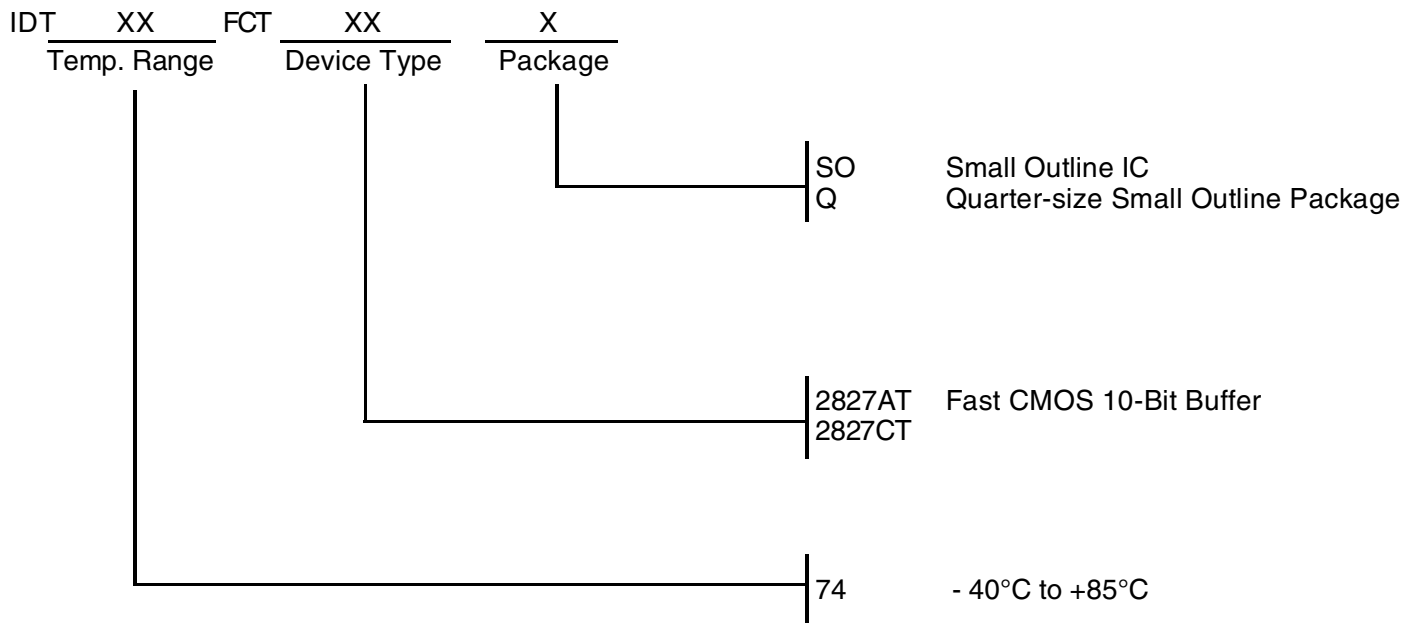 IDT XX FCT XX X
Temp. Range Device Type Package
SO Small Outline IC
Q Quarter-size Small Outline Package
2827AT Fast CMOS 10-Bit Buffer
2827CT
74 - 40°C to +85°C